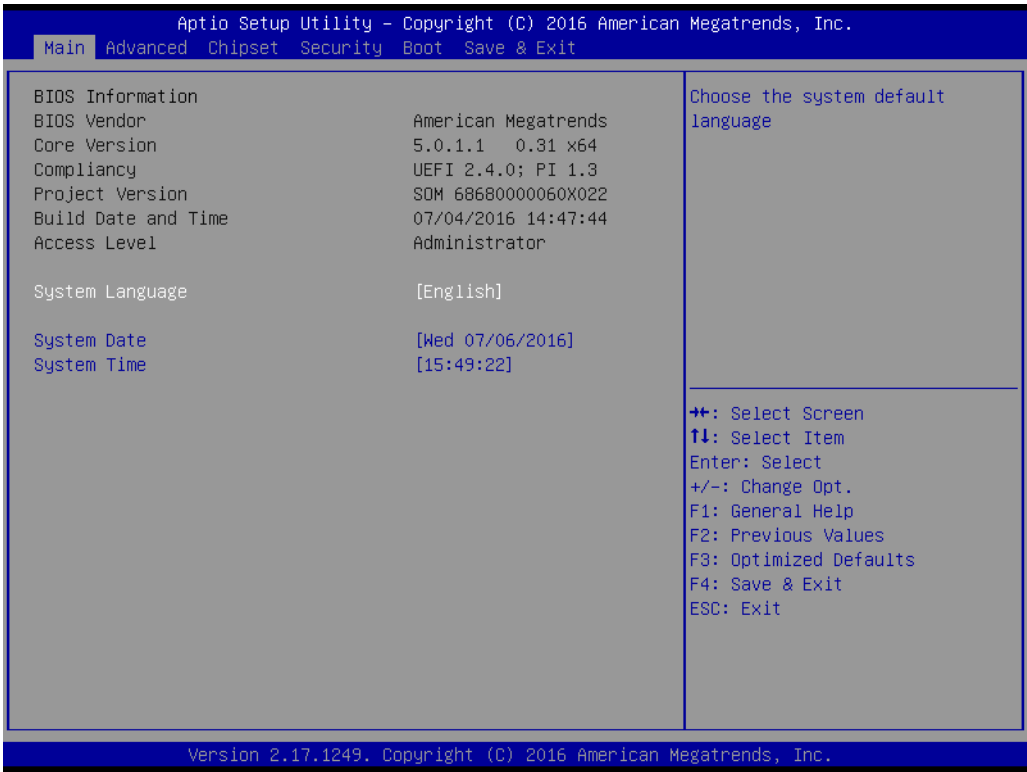 Aptio Setup Utility – Copyright (C) 2016 American Megatrends, Inc.
Main Advanced Chipset Security Boot Save & Exit
BIOS Information
BIOS Vendor American Megatrends
Core Version 5.0.1.1 0.31 x64
Compliancy UEFI 2.4.0; PI 1.3
Project Version SOM 68680000060X022
Build Date and Time 07/04/2016 14:47:44
Access Level Administrator
System Language [English]
System Date [Wed 07/06/2016]
System Time [15:49:22]
Choose the system default
language
→←: Select Screen
↑↓: Select Item
Enter: Select
+/-: Change Opt.
F1: General Help
F2: Previous Values
F3: Optimized Defaults
F4: Save & Exit
ESC: Exit
Version 2.17.1249. Copyright (C) 2016 American Megatrends, Inc.